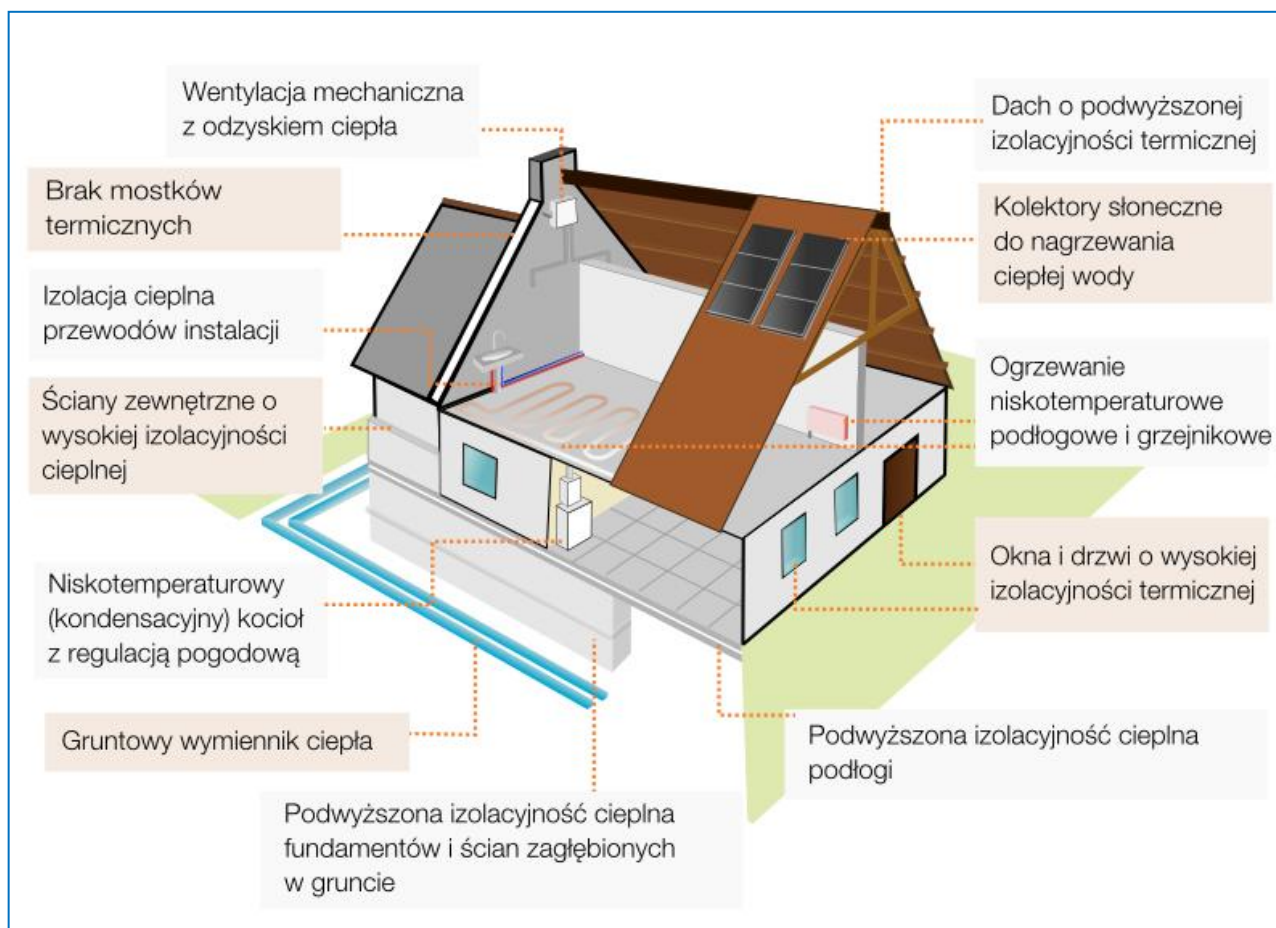 Wentylacja mechaniczna
z odzyskiem ciepła
Brak mostków
termicznych
Izolacja cieplna
przewodów instalacji
Ściany zewnętrzne o
wysokiej izolacyjności
cieplnej
Niskotemperaturowy
(kondensacyjny) kocioł
z regulacją pogodową
Gruntowy wymiennik ciepła
Podwyższona izolacyjność cieplna
fundamentów i ścian zagłębionych
w gruncie
Dach o podwyższonej
izolacyjności termicznej
Kolektory słoneczne
do nagrzewania
ciepłej wody
Ogrzewanie
niskotemperaturowe
podłogowe i grzejnikowe
Okna i drzwi o wysokiej
izolacyjności termicznej
Podwyższona izolacyjność cieplna
podłogi